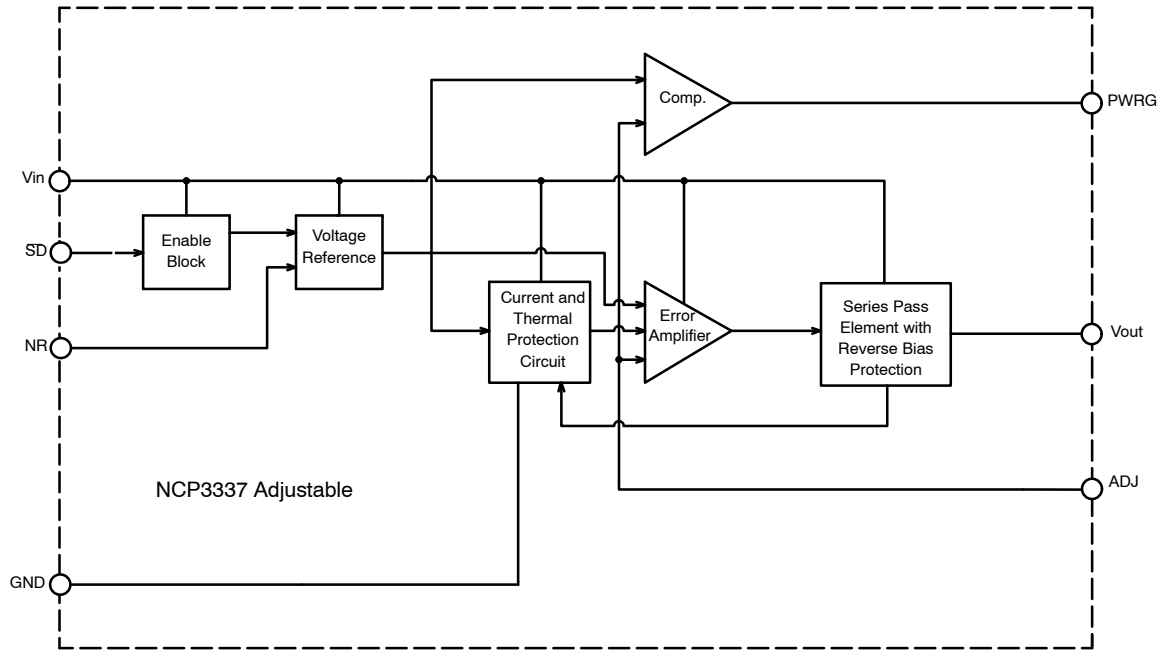 Comp.
PWRG
Vin
Enable
Block
Voltage
Reference
S̅D̅
Current and
Thermal
Protection
Circuit
Error
Amplifier
Series Pass
Element with
Reverse Bias
Protection
Vout
NR
NCP3337 Adjustable
ADJ
GND